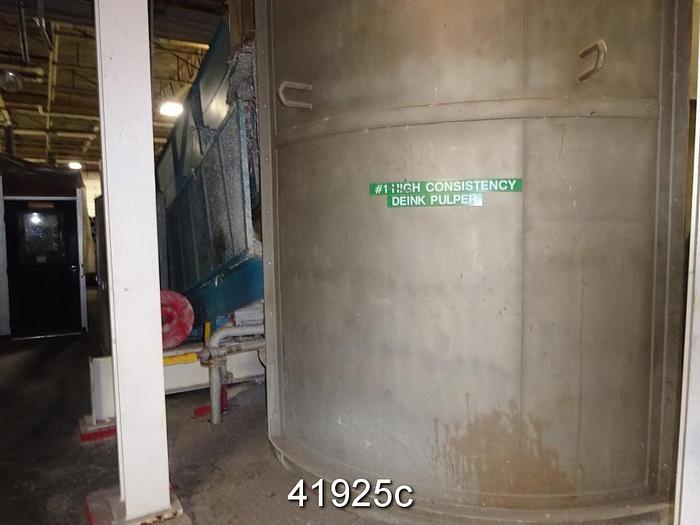 #1 HIGH CONSISTENCY
DEINK PULPER
41925c